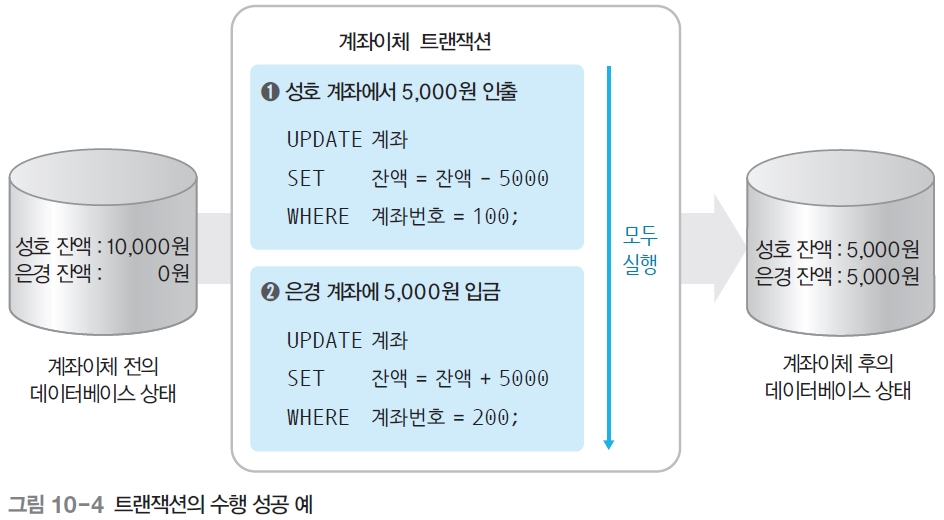 계좌이체 트랜잭션
❶ 성호 계좌에서 5,000원 인출
UPDATE 계좌
SET 잔액 = 잔액 - 5000
WHERE 계좌번호 = 100;
❷ 은경 계좌에 5,000원 입금
UPDATE 계좌
SET 잔액 = 잔액 + 5000
WHERE 계좌번호 = 200;
모두
실행
성호 잔액 : 10,000원
은경 잔액 : 0원
계좌이체 전의
데이터베이스 상태
성호 잔액 : 5,000원
은경 잔액 : 5,000원
계좌이체 후의
데이터베이스 상태
그림 10-4 트랜잭션의 수행 성공 예